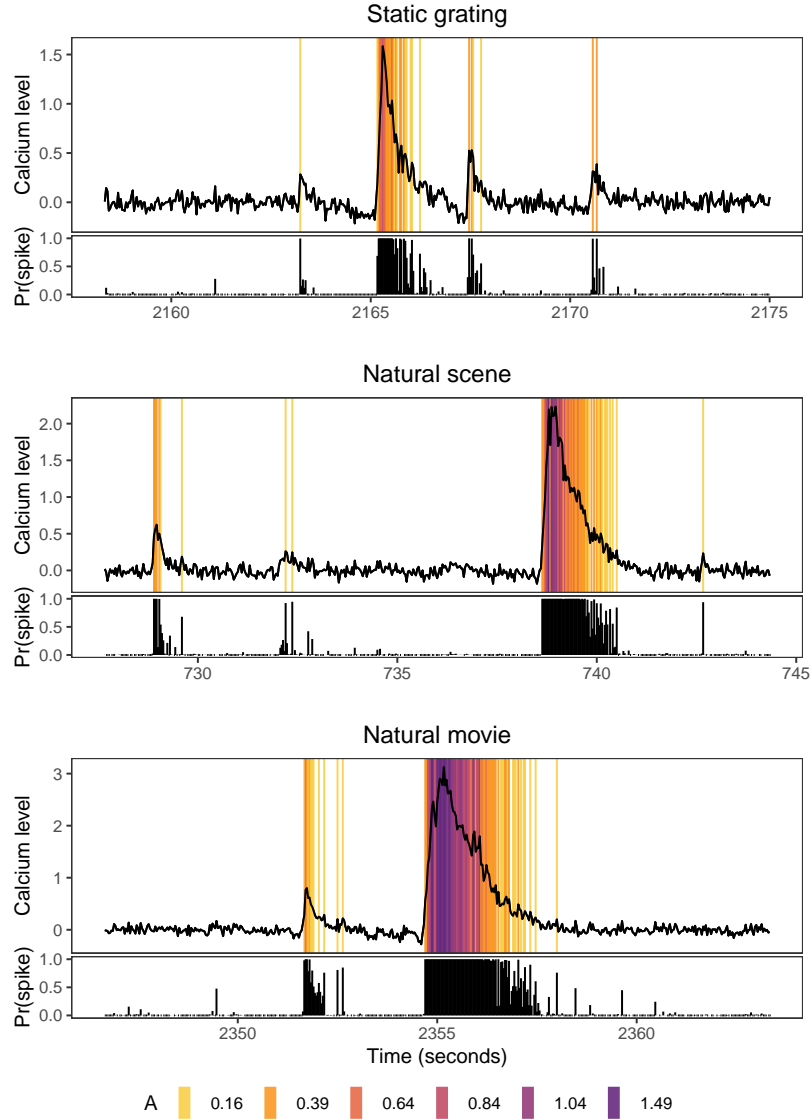 Static grating
Calcium level
1.5
1.0
0.5
0.0
Pr(spike)
1.0
0.5
0.0
2160 2165 2170 2175
Natural scene
Calcium level
2.0
1.5
1.0
0.5
0.0
Pr(spike)
1.0
0.5
0.0
730 735 740 745
Natural movie
Calcium level
3
2
1
0
Pr(spike)
1.0
0.5
0.0
2350 2355 2360
Time (seconds)
A 0.16 0.39 0.64 0.84 1.04 1.49